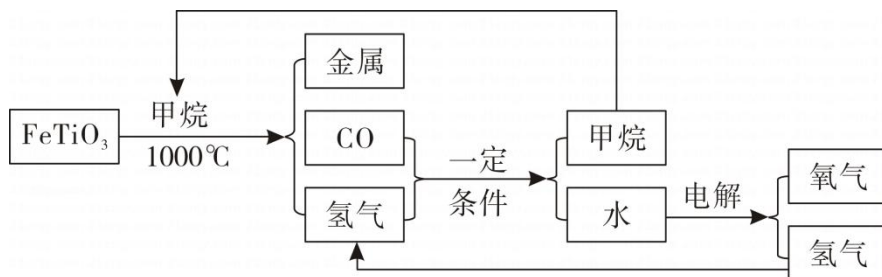 金属
甲烷
FeTiO₃
1000℃
CO
一定
条件
甲烷
氢气
水
电解
氧气
氢气